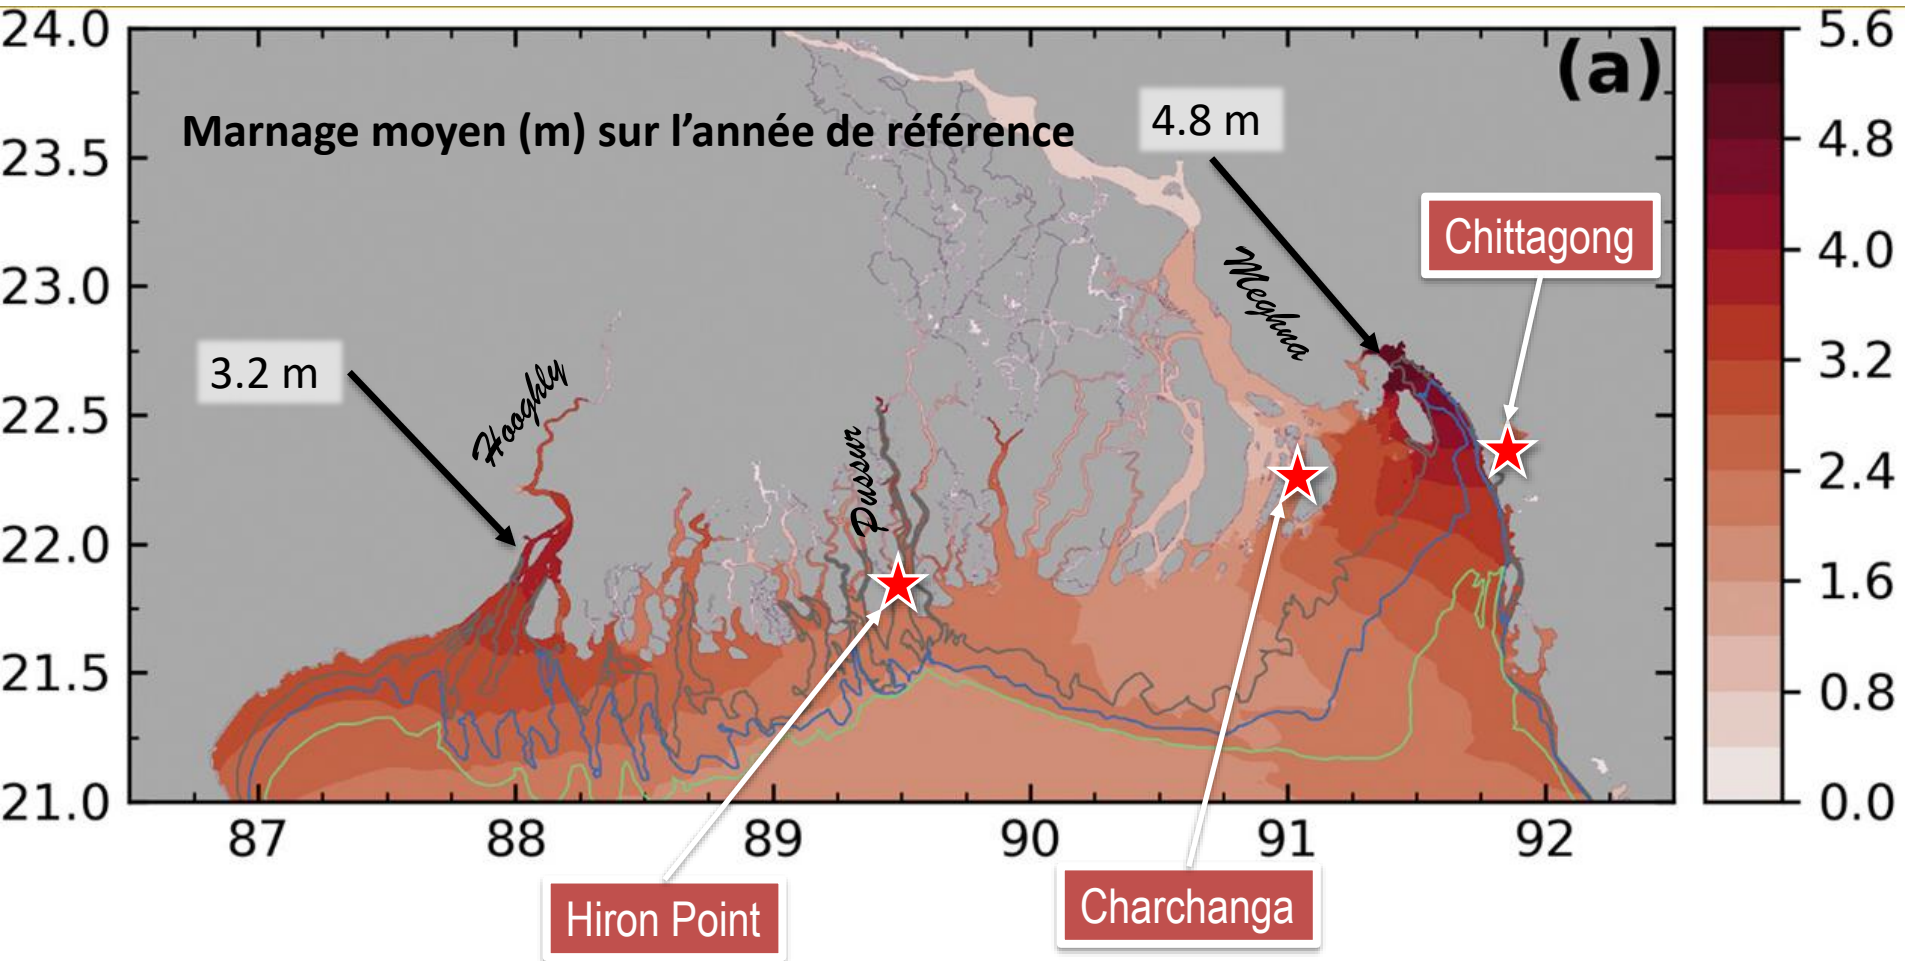 24.0
23.5
23.0
22.5
22.0
21.5
21.0
87
88
89
90
91
92
(a)
Marnage moyen (m) sur l’année de référence
4.8 m
Chittagong
Meghna
3.2 m
Hooghly
Pussur
Hiron Point
Charchanga
5.6
4.8
4.0
3.2
2.4
1.6
0.8
0.0